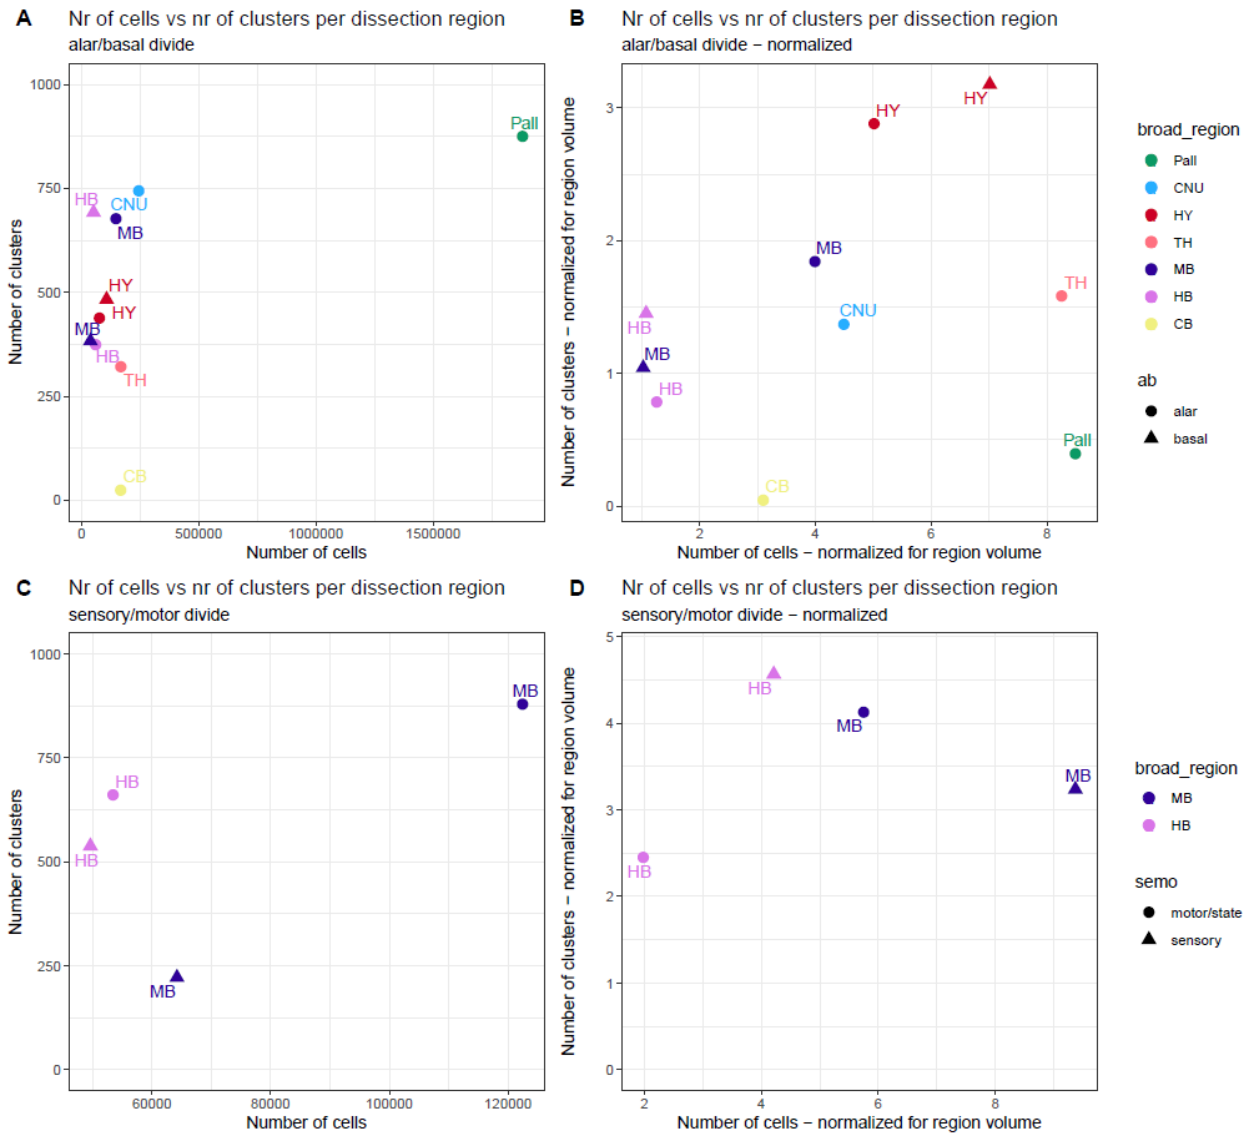 A
Nr of cells vs nr of clusters per dissection region
alar/basal divide
Number of clusters
1000
750
500
250
0
Pall
HB
CNU
MB
HY
HY
MB
HB
TH
CB
0
500000
1000000
1500000
Number of cells
B
Nr of cells vs nr of clusters per dissection region
alar/basal divide − normalized
Number of clusters − normalized for region volume
3
2
1
0
HY
HY
MB
TH
CNU
HB
MB
HB
Pall
CB
2
4
6
8
Number of cells − normalized for region volume
broad_region
Pall
CNU
HY
TH
MB
HB
CB
ab
alar
basal
C
Nr of cells vs nr of clusters per dissection region
sensory/motor divide
Number of clusters
1000
750
500
250
0
MB
HB
HB
MB
60000
80000
100000
120000
Number of cells
D
Nr of cells vs nr of clusters per dissection region
sensory/motor divide − normalized
Number of clusters − normalized for region volume
5
4
3
2
1
0
HB
MB
MB
HB
2
4
6
8
Number of cells − normalized for region volume
broad_region
MB
HB
semo
motor/state
sensory